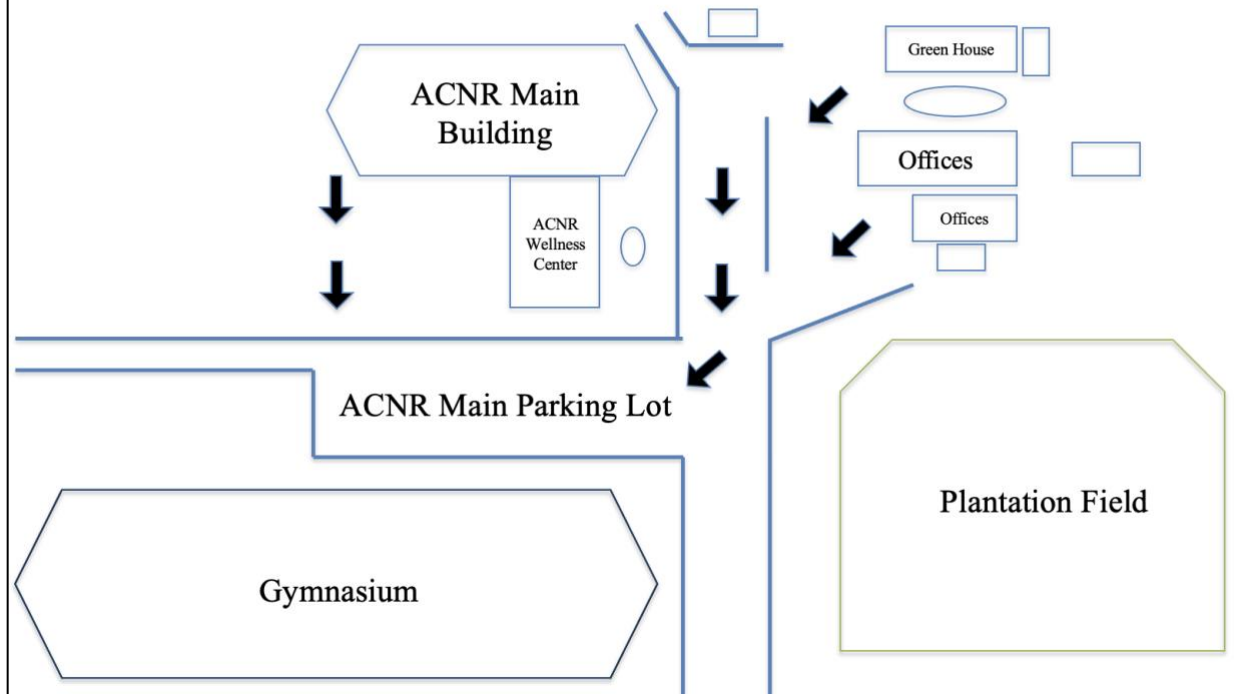 ACNR Main
Building
Green House
Offices
Offices
ACNR
Wellness
Center
ACNR Main Parking Lot
Plantation Field
Gymnasium